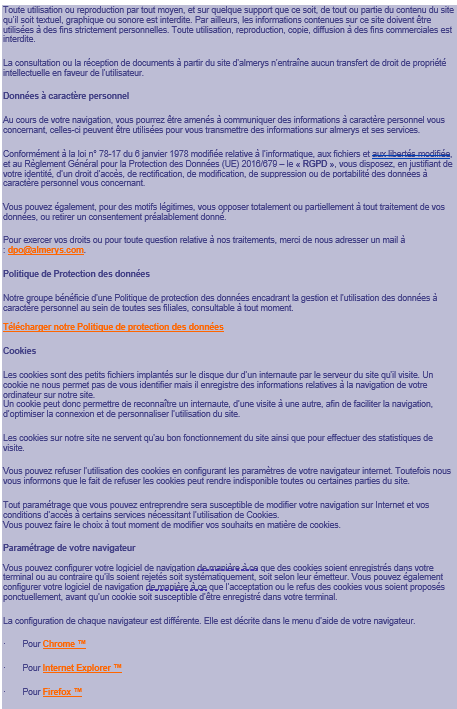 Toute utilisation ou reproduction par tout moyen, et sur quelque support que ce soit, de tout ou partie du contenu du site
qu'il soit textuel, graphique ou sonore est interdite. Par ailleurs, les informations contenues sur ce site doivent être
utilisées à des fins strictement personnelles. Toute utilisation, reproduction, copie, diffusion à des fins commerciales est
interdite.
La consultation ou la réception de documents à partir du site d'almerys n'entraîne aucun transfert de droit de propriété
intellectuelle en faveur de l'utilisateur.
Données à caractère personnel
Au cours de votre navigation, vous pourrez être amenés à communiquer des informations à caractère personnel vous
concernant, celles-ci peuvent être utilisées pour vous transmettre des informations sur almerys et ses services.
Conformément à la loi n° 78-17 du 6 janvier 1978 modifiée relative à l'informatique, aux fichiers et aux libertés modifiée,
et au Règlement Général pour la Protection des Données (UE) 2016/679 – le « RGPD », vous disposez, en justifiant de
votre identité, d'un droit d'accès, de rectification, de modification, de suppression ou de portabilité des données à
caractère personnel vous concernant.
Vous pouvez également, pour des motifs légitimes, vous opposer totalement ou partiellement à tout traitement de vos
données, ou retirer un consentement préalablement donné.
Pour exercer vos droits ou pour toute question relative à nos traitements, merci de nous adresser un mail à
: dpo@almerys.com.
Politique de Protection des données
Notre groupe bénéficie d'une Politique de protection des données encadrant la gestion et l'utilisation des données à
caractère personnel au sein de toutes ses filiales, consultable à tout moment.
Télécharger notre Politique de protection des données
Cookies
Les cookies sont des petits fichiers implantés sur le disque dur d'un internaute par le serveur du site qu'il visite. Un
cookie ne nous permet pas de vous identifier mais il enregistre des informations relatives à la navigation de votre
ordinateur sur notre site.
Un cookie peut donc permettre de reconnaître un internaute, d'une visite à une autre, afin de faciliter la navigation,
d'optimiser la connexion et de personnaliser l'utilisation du site.
Les cookies sur notre site ne servent qu'au bon fonctionnement du site ainsi que pour effectuer des statistiques de
visite.
Vous pouvez refuser l'utilisation des cookies en configurant les paramètres de votre navigateur internet. Toutefois nous
vous informons que le fait de refuser les cookies peut rendre indisponible toutes ou certaines parties du site.
Tout paramétrage que vous pouvez entreprendre sera susceptible de modifier votre navigation sur Internet et vos
conditions d'accès à certains services nécessitant l'utilisation de Cookies.
Vous pouvez faire le choix à tout moment de modifier vos souhaits en matière de cookies.
Paramétrage de votre navigateur
Vous pouvez configurer votre logiciel de navigation de manière à ce que des cookies soient enregistrés dans votre
terminal ou au contraire qu'ils soient rejetés soit systématiquement, soit selon leur émetteur. Vous pouvez également
configurer votre logiciel de navigation de manière à ce que l'acceptation ou le refus des cookies vous soient proposés
ponctuellement, avant qu'un cookie soit susceptible d'être enregistré dans votre terminal.
La configuration de chaque navigateur est différente. Elle est décrite dans le menu d'aide de votre navigateur.
· Pour Chrome ™
· Pour Internet Explorer ™
· Pour Firefox ™